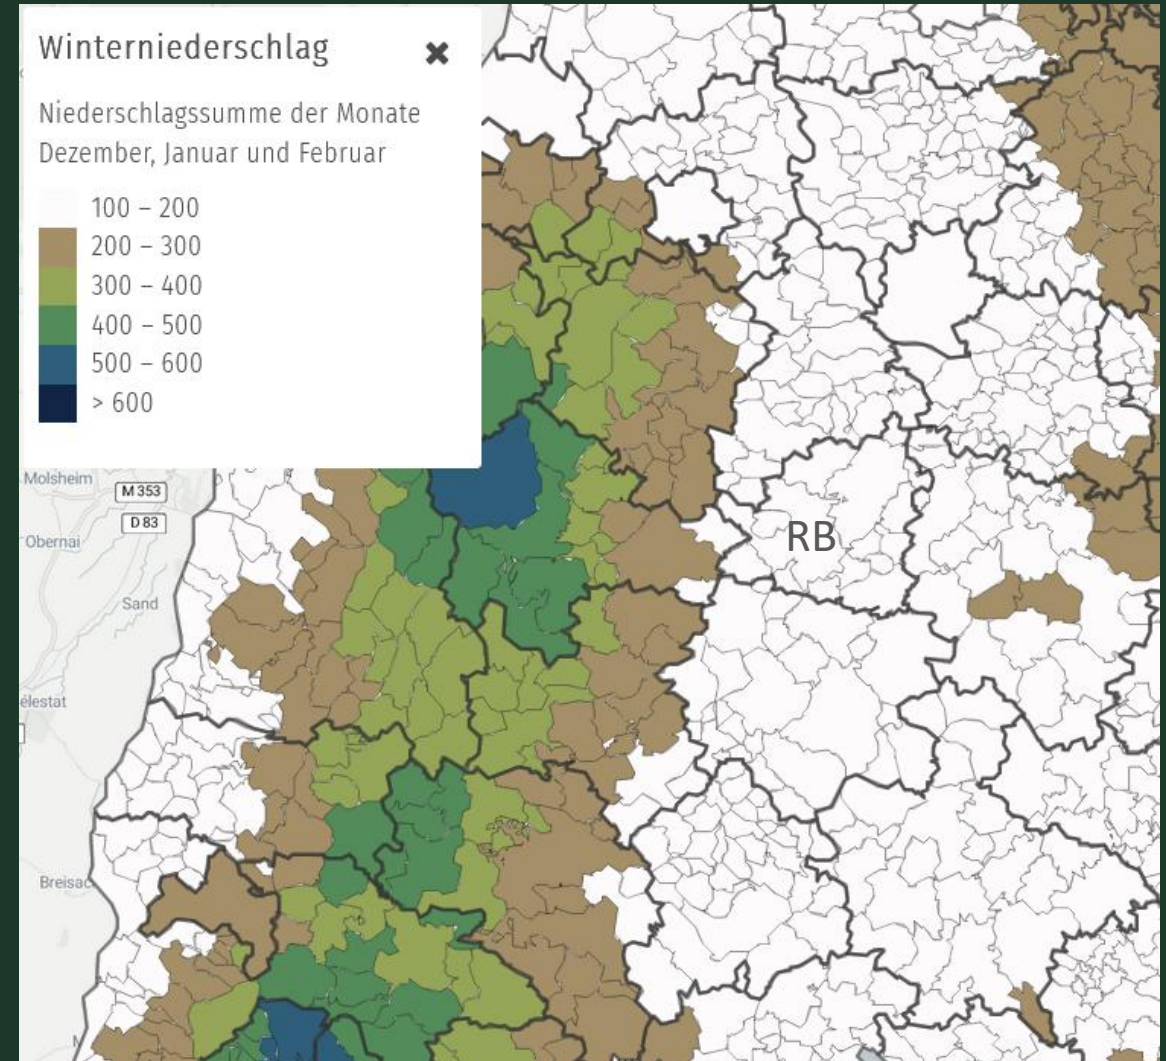 Winterniederschlag
Niederschlagssumme der Monate
Dezember, Januar und Februar
100 – 200
200 – 300
300 – 400
400 – 500
500 – 600
> 600
Molsheim
M 353
D 83
Obernai
Sand
élestat
Breisac
RB